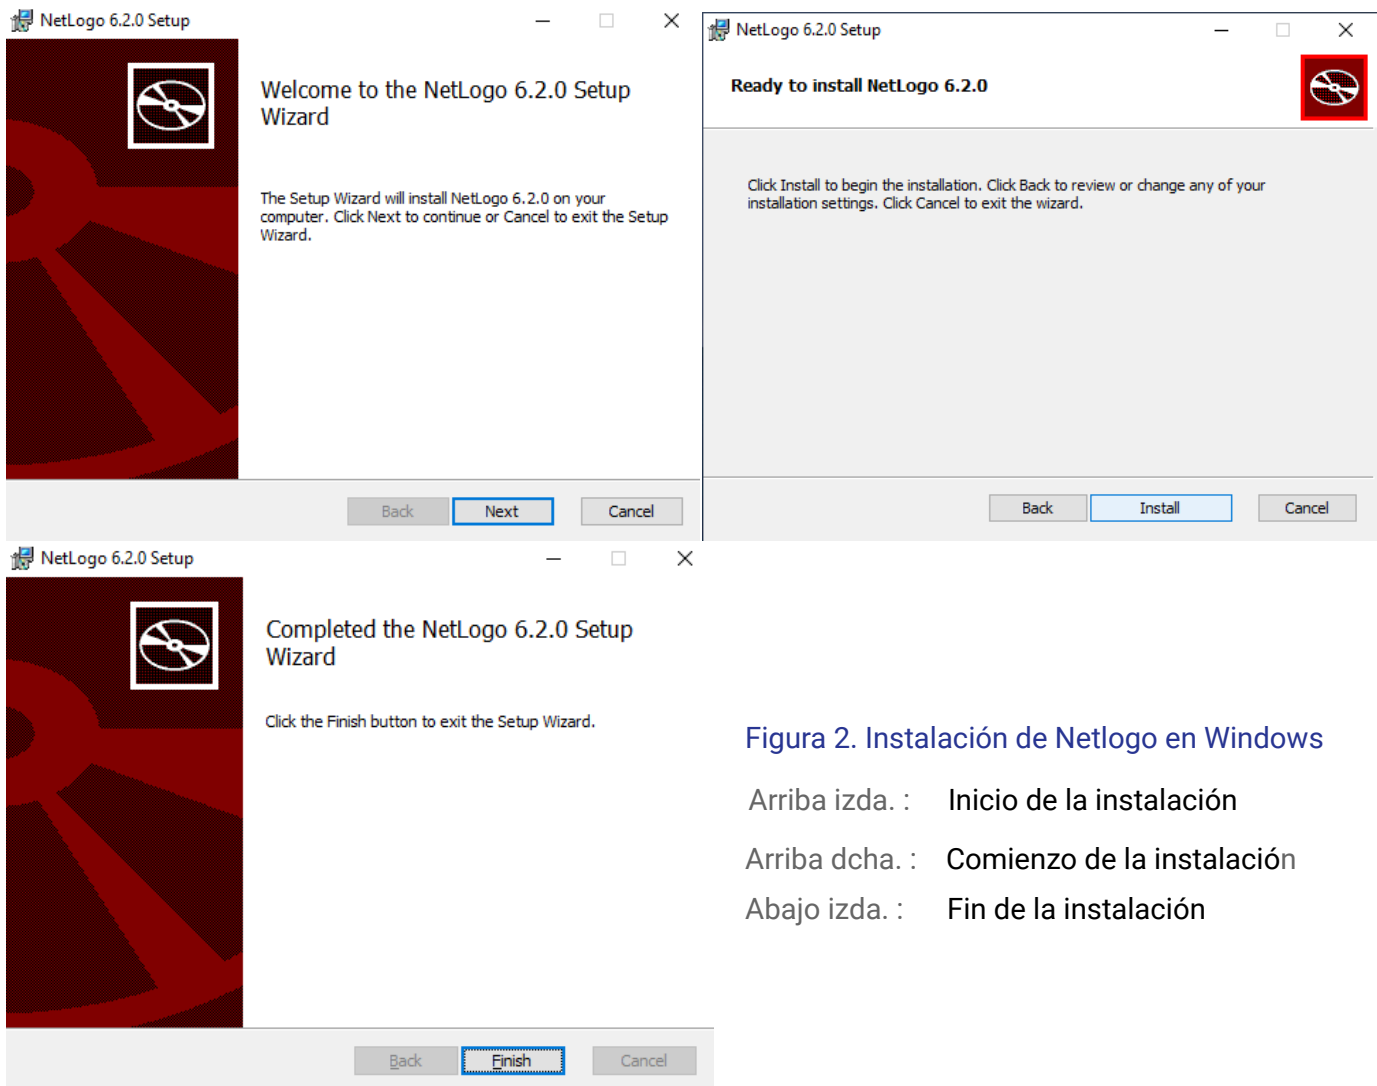 NetLogo 6.2.0 Setup
Welcome to the NetLogo 6.2.0 Setup
Wizard
The Setup Wizard will install NetLogo 6.2.0 on your
computer. Click Next to continue or Cancel to exit the Setup
Wizard.
Back Next Cancel
NetLogo 6.2.0 Setup
Ready to install NetLogo 6.2.0
Click Install to begin the installation. Click Back to review or change any of your
installation settings. Click Cancel to exit the wizard.
Back Install Cancel
NetLogo 6.2.0 Setup
Completed the NetLogo 6.2.0 Setup
Wizard
Click the Finish button to exit the Setup Wizard.
Back Finish Cancel
Figura 2. Instalación de Netlogo en Windows
Arriba izda. : Inicio de la instalación
Arriba dcha. : Comienzo de la instalación
Abajo izda. : Fin de la instalación